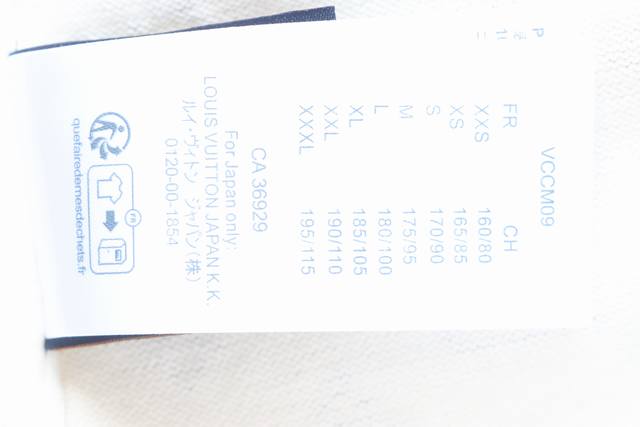 VCCM09
FR CH
XXS 160/80
XS 165/85
S 170/90
M 175/95
L 180/100
XL 185/105
XXL 190/110
XXXL 195/115
CA 36929
For Japan only:
LOUIS VUITTON JAPAN K.K.
ルイ・ヴィトン ジャパン(株)
0120-00-1854
FR
quefairedemesdechets.fr